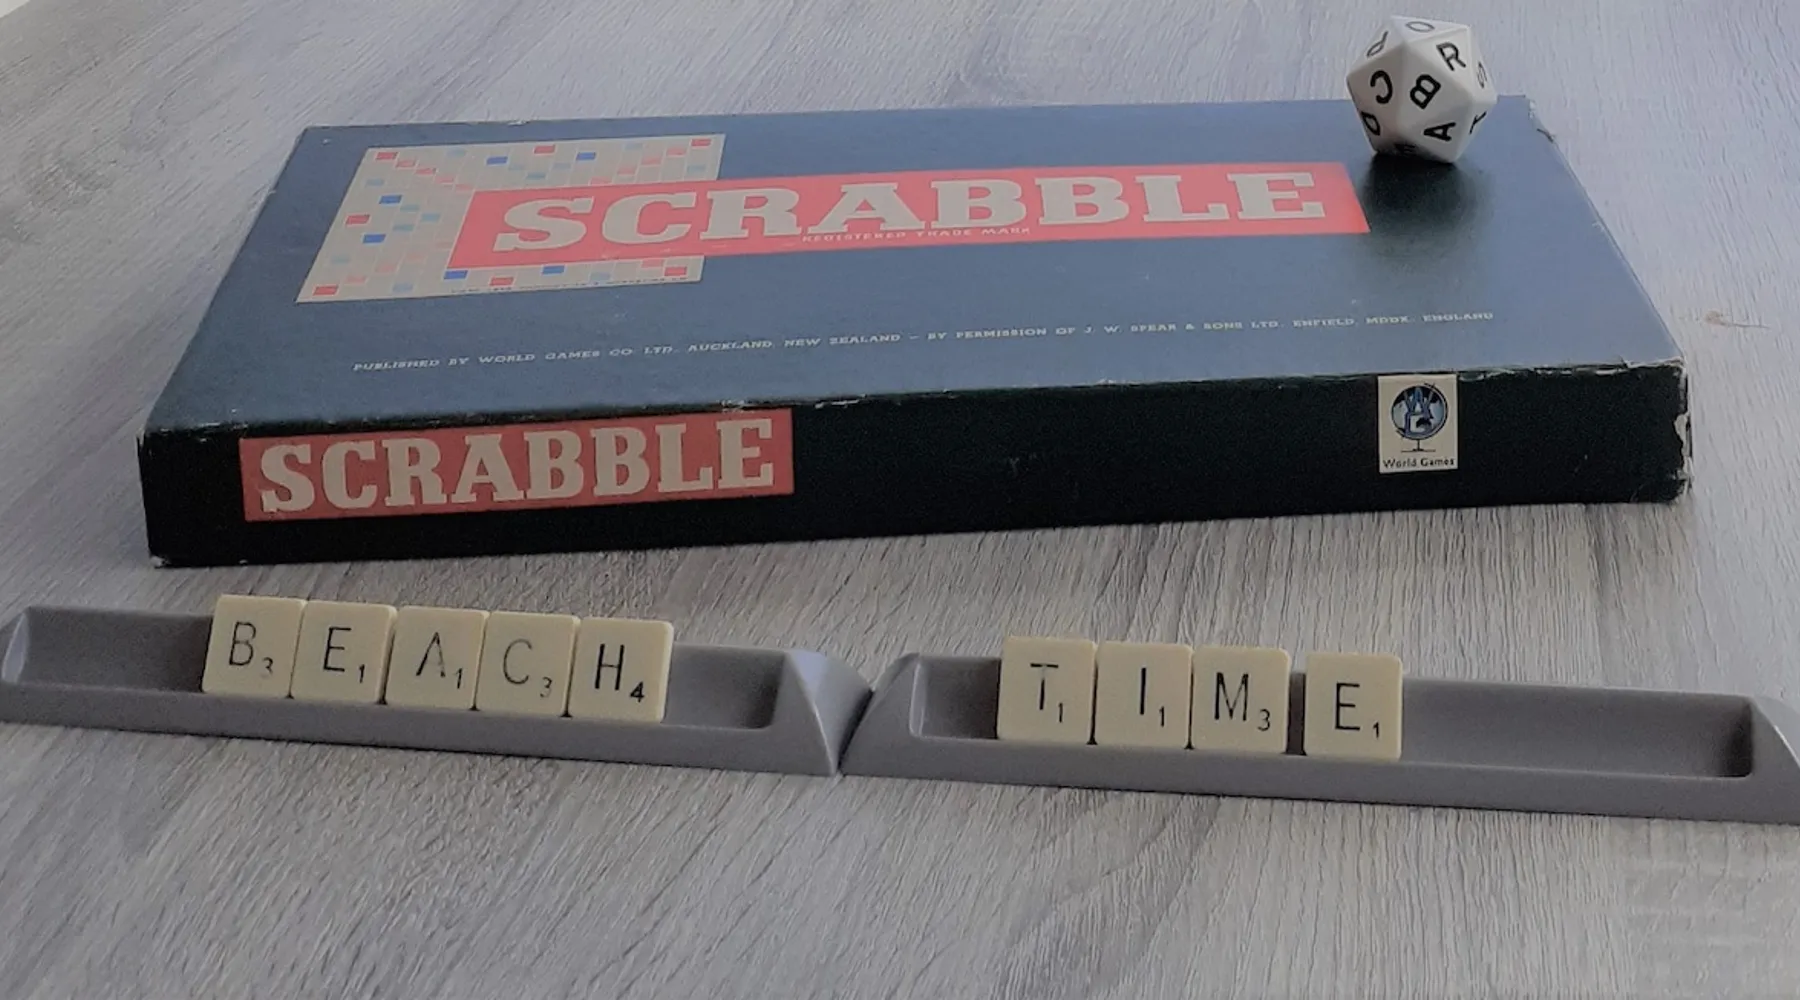 SCRABBLE
REGISTERED TRADE MARK
PUBLISHED BY WORLD GAMES CO. LTD. AUCKLAND, NEW ZEALAND – BY PERMISSION OF J. W. SPEAR & SONS LTD. ENFIELD, MDDX. ENGLAND
SCRABBLE
World Games
B3 E1 A1 C3 H4
T1 I1 M3 E1
R
C B
A